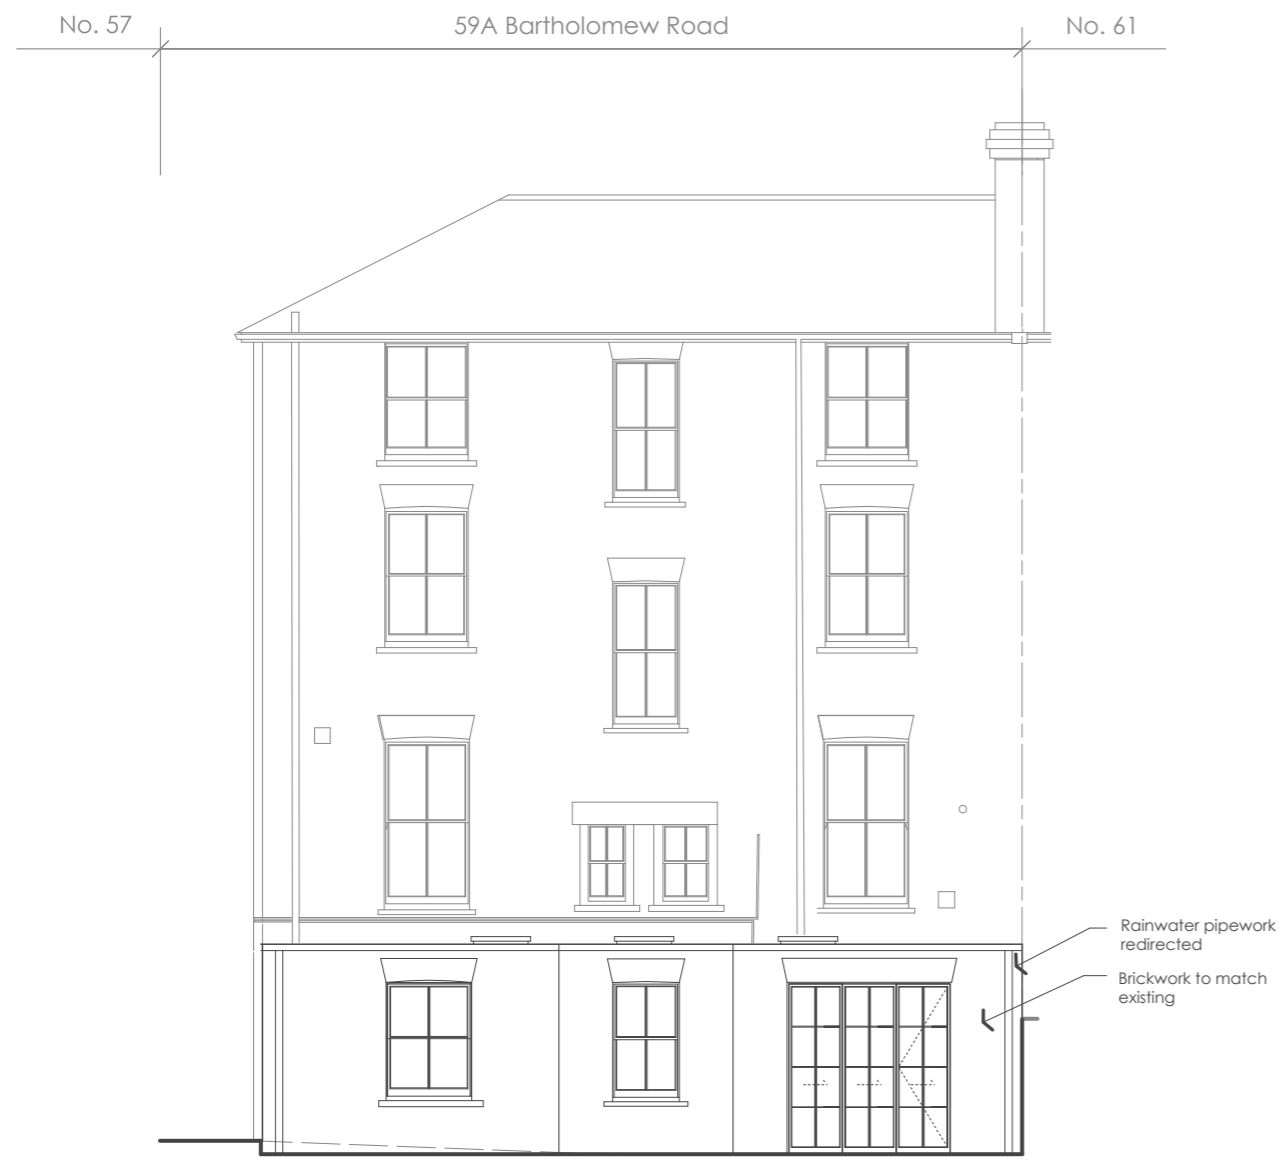 No. 57
59A Bartholomew Road
No. 61
Rainwater pipework
redirected
Brickwork to match
existing